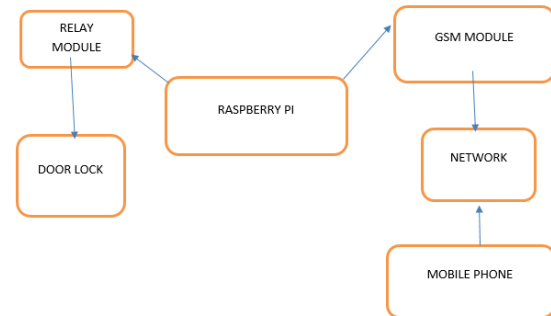 RELAY
MODULE
GSM MODULE
RASPBERRY PI
DOOR LOCK
NETWORK
MOBILE PHONE